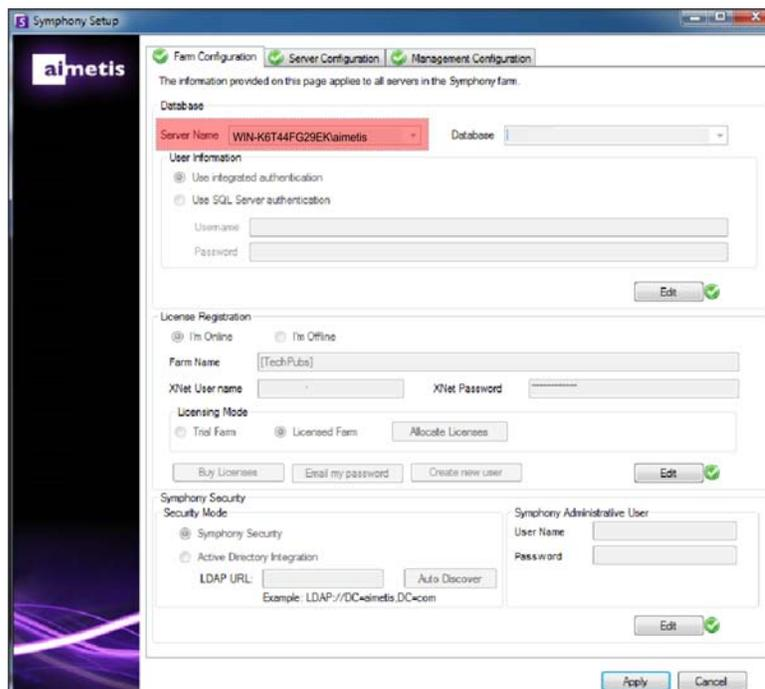 Symphony Setup
aimetis
Farm Configuration
Server Configuration
Management Configuration
The information provided on this page applies to all servers in the Symphony farm.
Database
Server Name
WIN-K6T44FG29EK\aimetis
Database
User Information
Use integrated authentication
Use SQL Server authentication
Username
Password
Edit
License Registration
I'm Online
I'm Offline
Farm Name
[TechPubs]
XNet User name
XNet Password
Licensing Mode
Trial Farm
Licensed Farm
Allocate Licenses
Buy Licenses
Email my password
Create new user
Edit
Symphony Security
Security Mode
Symphony Security
Active Directory Integration
LDAP URL:
Auto Discover
Example: LDAP://DC=aimetis,DC=com
Symphony Administrative User
User Name
Password
Edit
Apply
Cancel